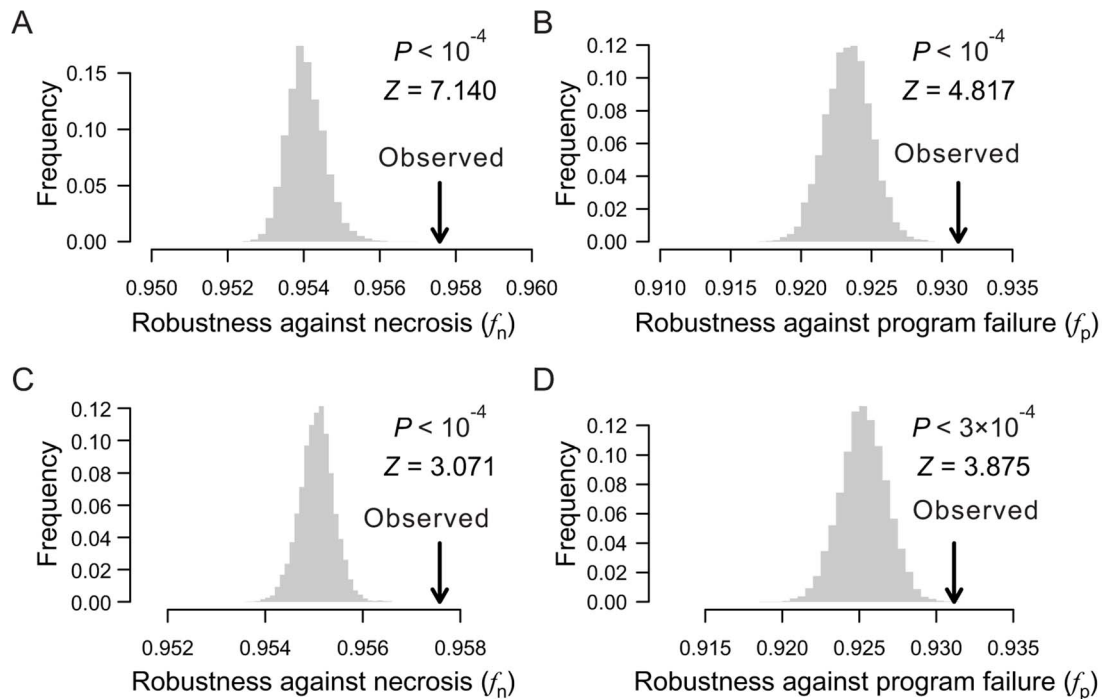 A
P < 10⁻⁴
Z = 7.140
Observed
Frequency
0.15
0.10
0.05
0.00
0.950 0.952 0.954 0.956 0.958 0.960
Robustness against necrosis (fₙ)
B
P < 10⁻⁴
Z = 4.817
Observed
Frequency
0.12
0.10
0.08
0.06
0.04
0.02
0.00
0.910 0.915 0.920 0.925 0.930 0.935
Robustness against program failure (fₚ)
C
P < 10⁻⁴
Z = 3.071
Observed
Frequency
0.12
0.10
0.08
0.06
0.04
0.02
0.00
0.952 0.954 0.956 0.958
Robustness against necrosis (fₙ)
D
P < 3×10⁻⁴
Z = 3.875
Observed
Frequency
0.12
0.10
0.08
0.06
0.04
0.02
0.00
0.915 0.920 0.925 0.930 0.935
Robustness against program failure (fₚ)